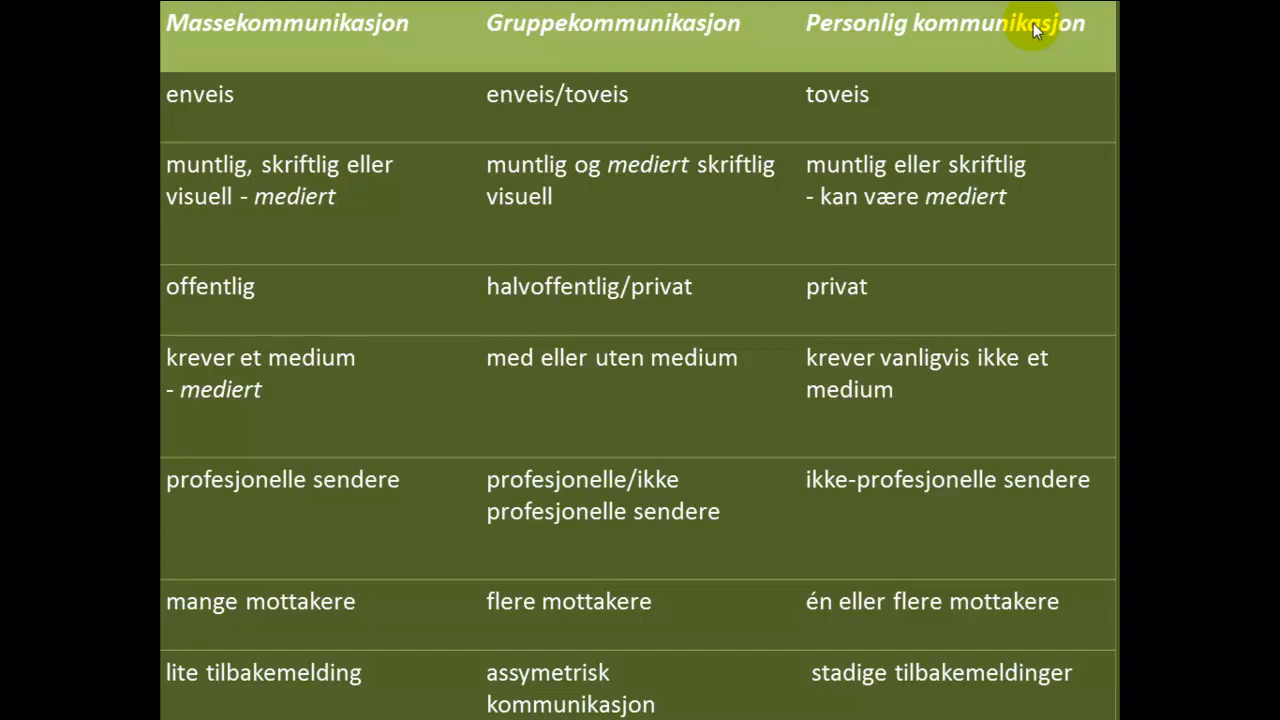 Massekommunikasjon Gruppekommunikasjon Personlig kommunikasjon
enveis enveis/toveis toveis
muntlig, skriftlig eller muntlig og mediert skriftlig muntlig eller skriftlig
visuell - mediert visuell - kan være mediert
offentlig halvoffentlig/privat privat
krever et medium med eller uten medium krever vanligvis ikke et
- mediert medium
profesjonelle sendere profesjonelle/ikke ikke-profesjonelle sendere
profesjonelle sendere
mange mottakere flere mottakere én eller flere mottakere
lite tilbakemelding assymetrisk stadige tilbakemeldinger
kommunikasjon